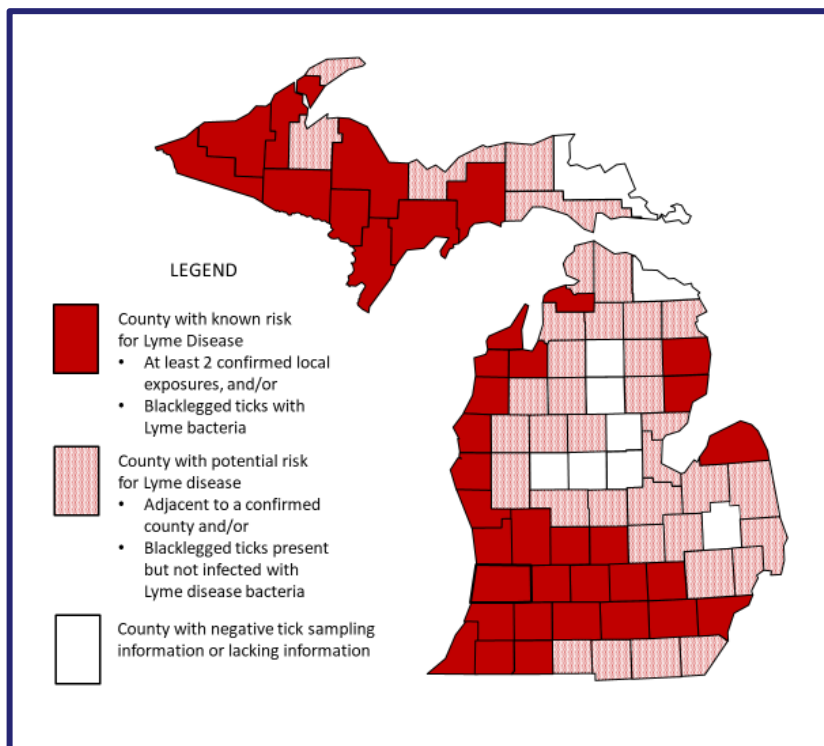 LEGEND
County with known risk
for Lyme Disease
• At least 2 confirmed local
exposures, and/or
• Blacklegged ticks with
Lyme bacteria
County with potential risk
for Lyme disease
• Adjacent to a confirmed
county and/or
• Blacklegged ticks present
but not infected with
Lyme disease bacteria
County with negative tick sampling
information or lacking information